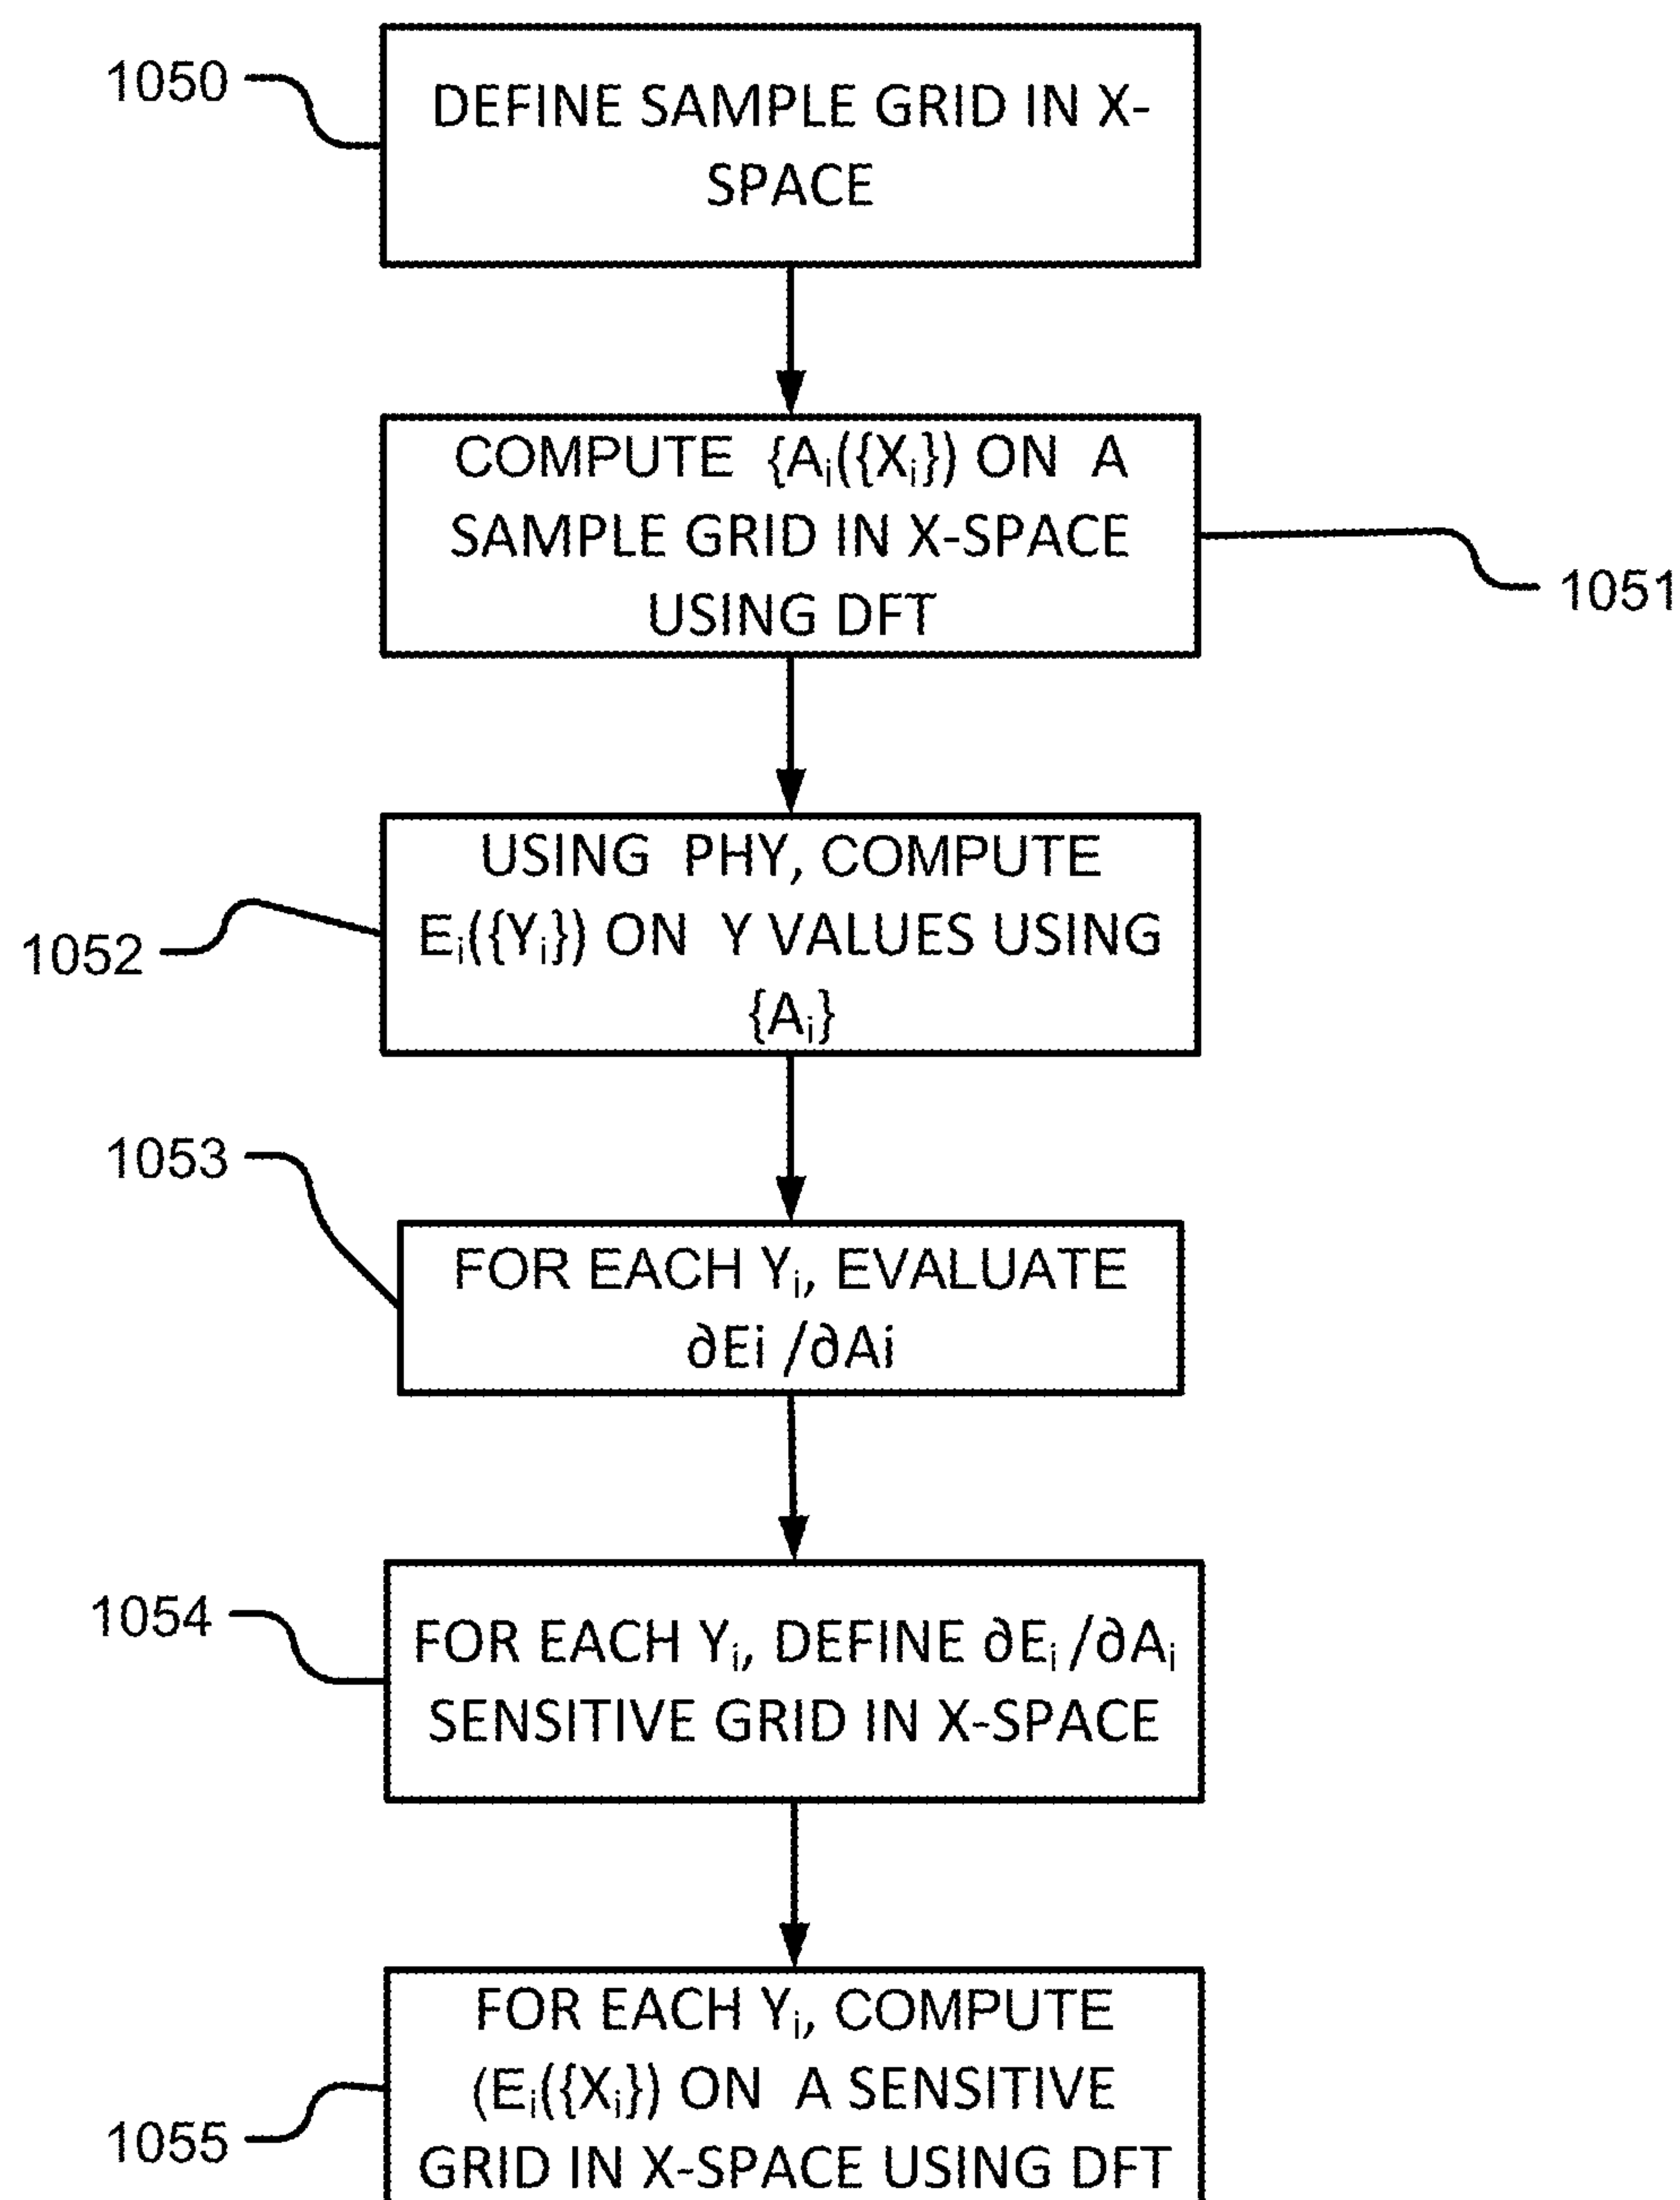 1050
DEFINE SAMPLE GRID IN X-
SPACE
COMPUTE {Aᵢ({Xᵢ}) ON A
SAMPLE GRID IN X-SPACE
USING DFT
1051
USING PHY, COMPUTE
Eᵢ({Yᵢ}) ON Y VALUES USING
{Aᵢ}
1052
1053
FOR EACH Yᵢ, EVALUATE
∂Ei /∂Ai
1054
FOR EACH Yᵢ, DEFINE ∂Eᵢ /∂Aᵢ
SENSITIVE GRID IN X-SPACE
FOR EACH Yᵢ, COMPUTE
(Eᵢ({Xᵢ}) ON A SENSITIVE
GRID IN X-SPACE USING DFT
1055